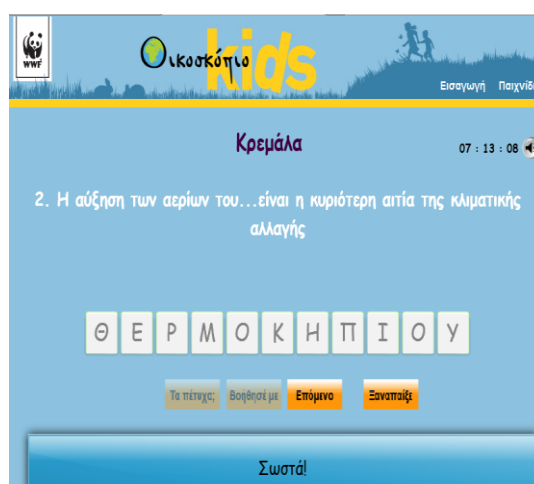 WWF
Οικοσκόπιο
kids
Εισαγωγή Παιχνίδι
Κρεμάλα
07 : 13 : 08
2. Η αύξηση των αερίων του...είναι η κυριότερη αιτία της κλιματικής
αλλαγής
Θ Ε Ρ Μ Ο Κ Η Π Ι Ο Υ
Τα πέτυχα; Βοήθησέ με Επόμενο Ξαναπαίξε
Σωστά!